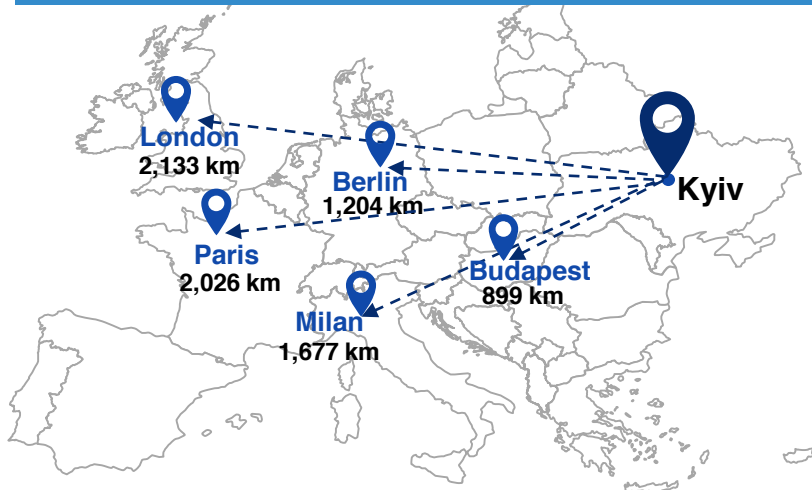 London
2,133 km
Berlin
1,204 km
Kyiv
Paris
2,026 km
Budapest
899 km
Milan
1,677 km